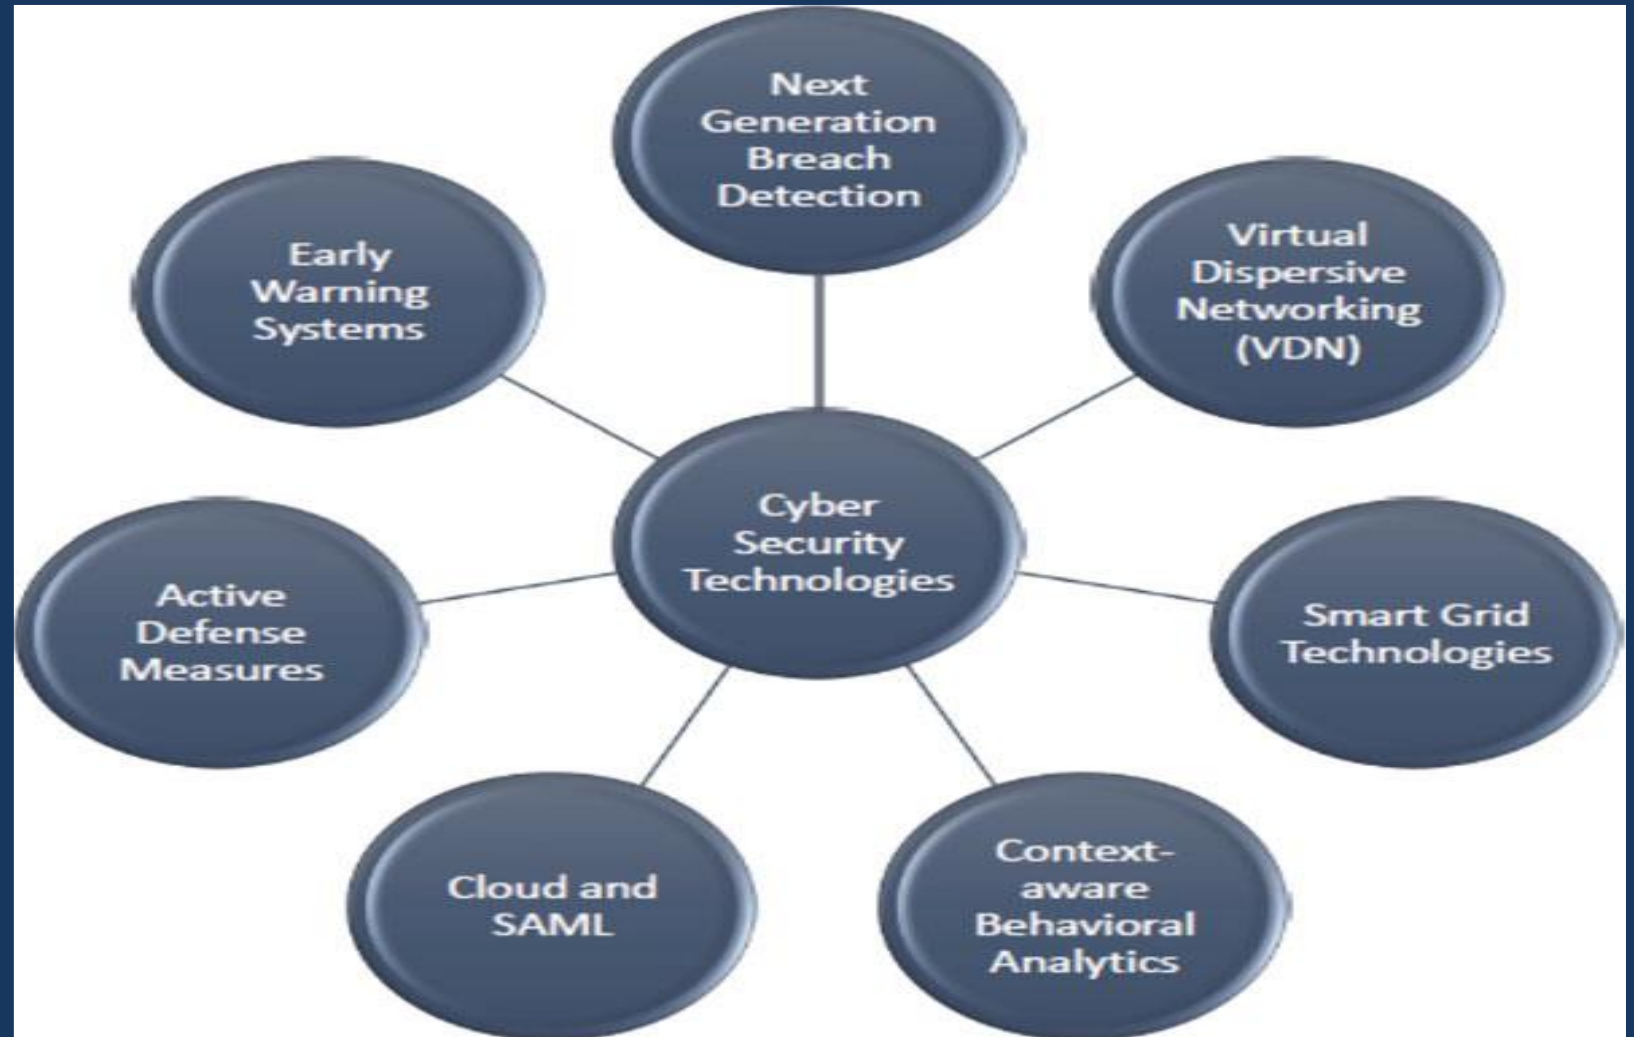 Next
Generation
Breach
Detection
Virtual
Dispersive
Networking
(VDN)
Smart Grid
Technologies
Context-
aware
Behavioral
Analytics
Cloud and
SAML
Active
Defense
Measures
Early
Warning
Systems
Cyber
Security
Technologies